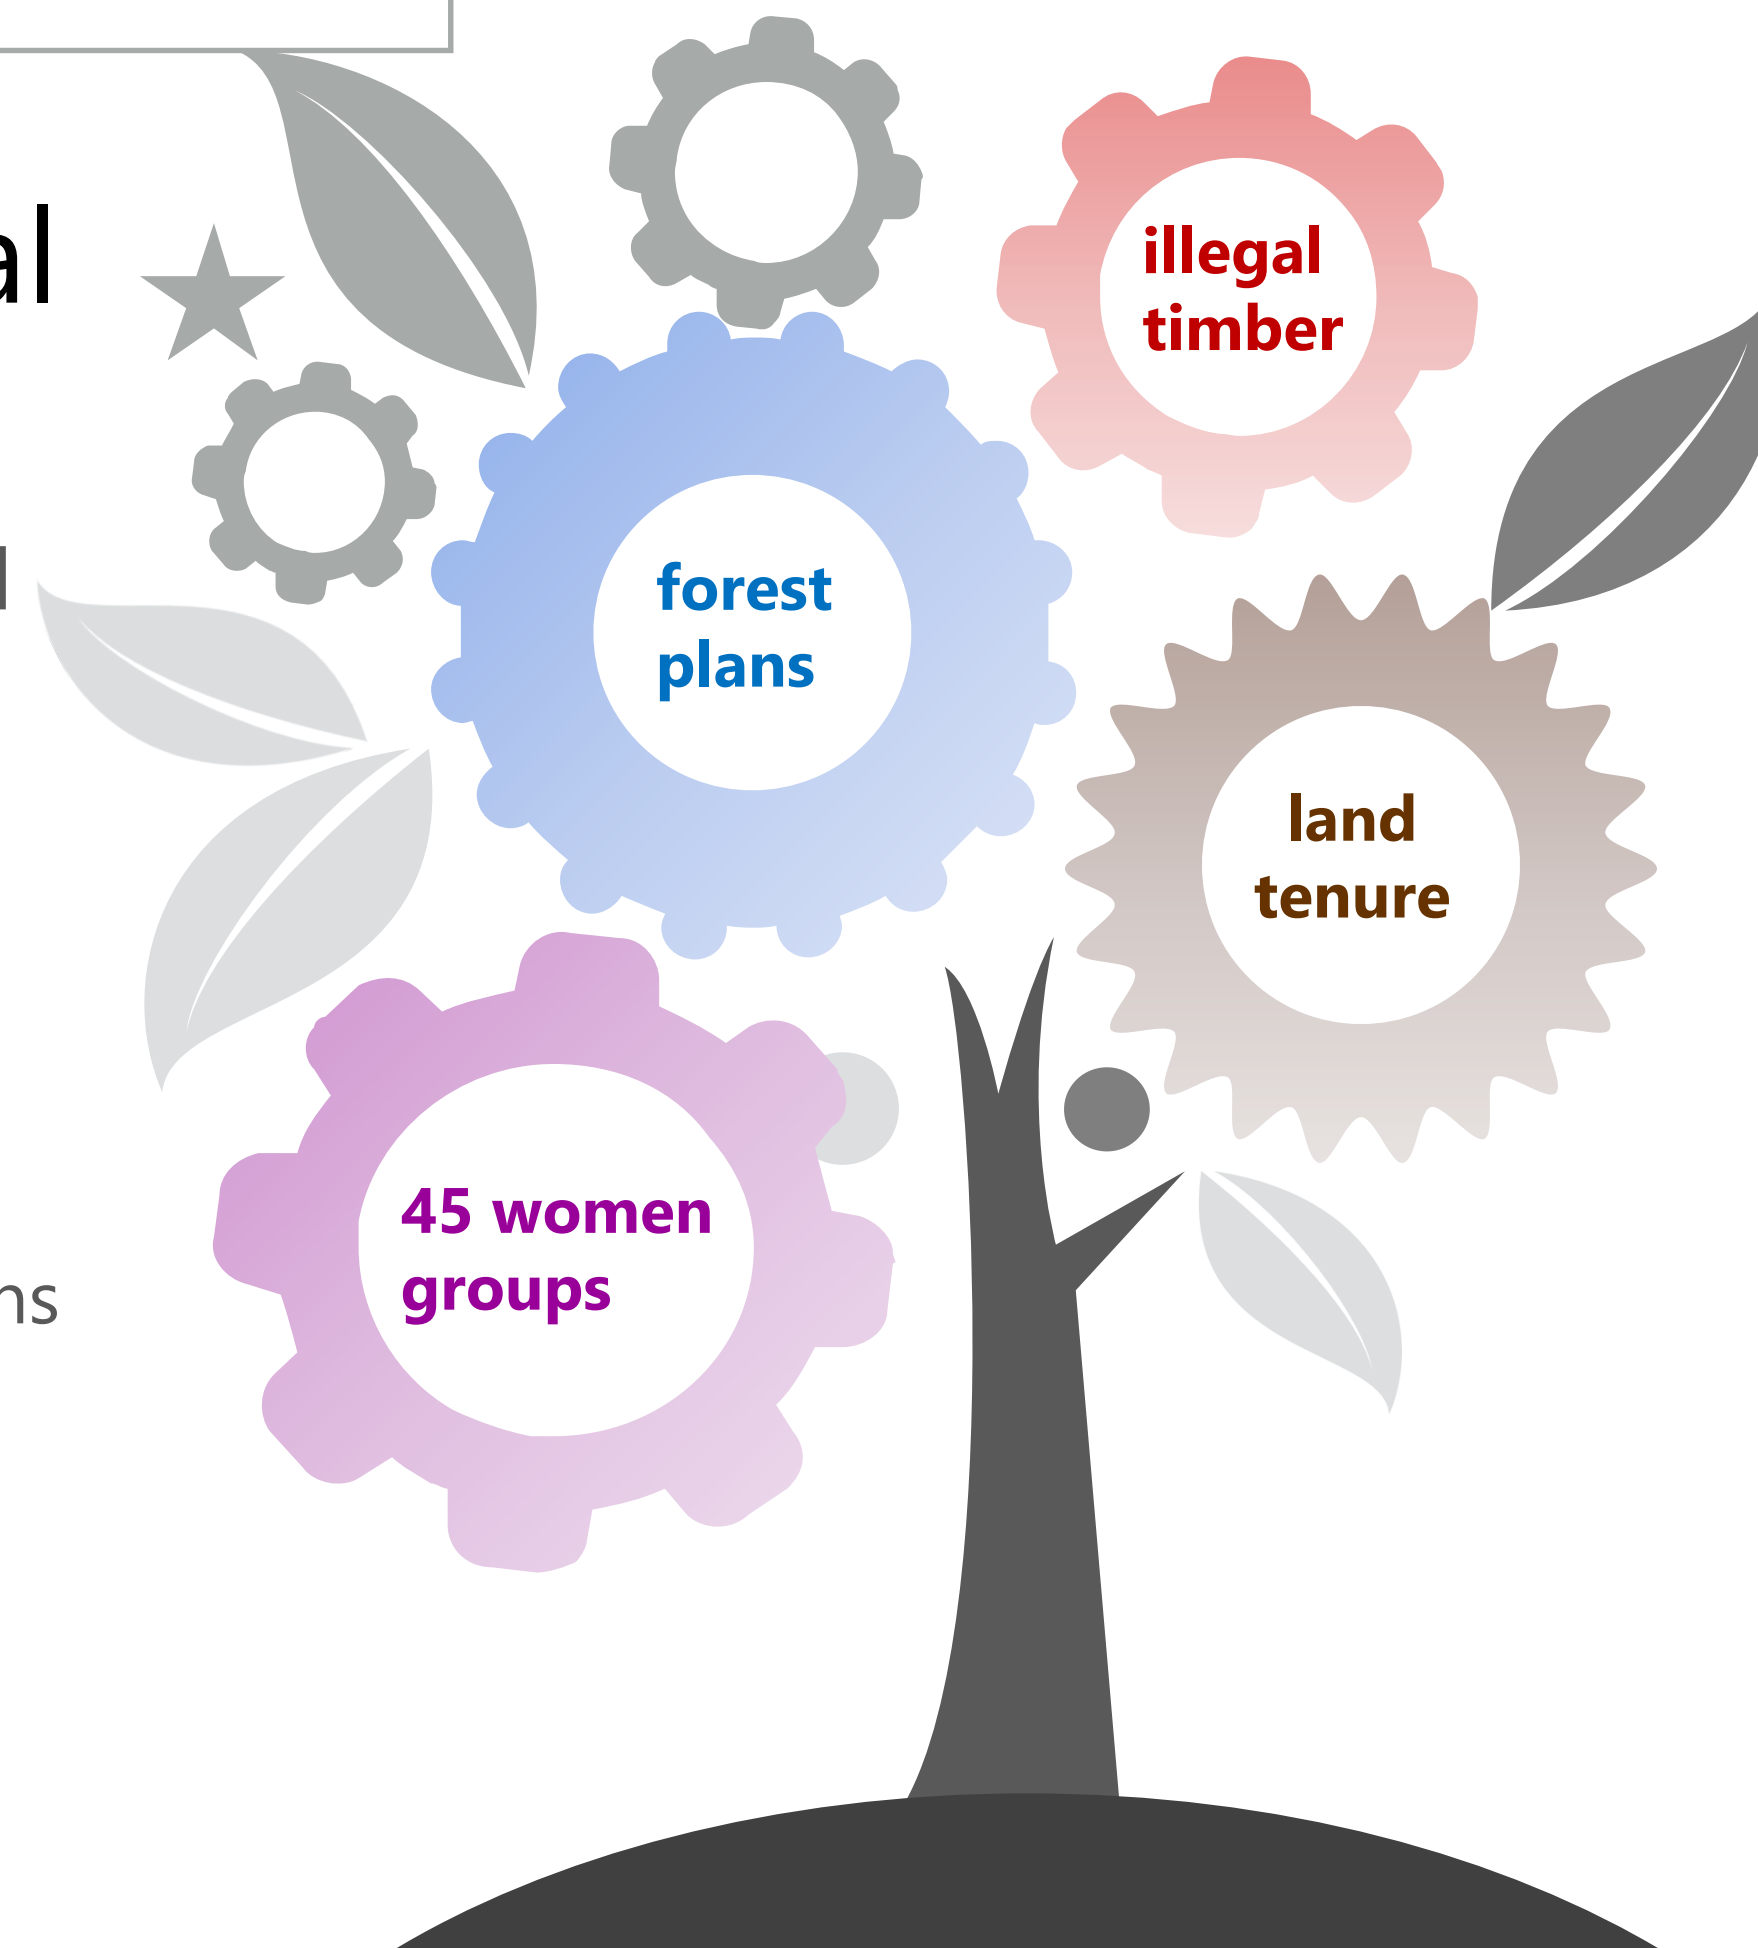 illegal
timber
forest
plans
land
tenure
45 women
groups